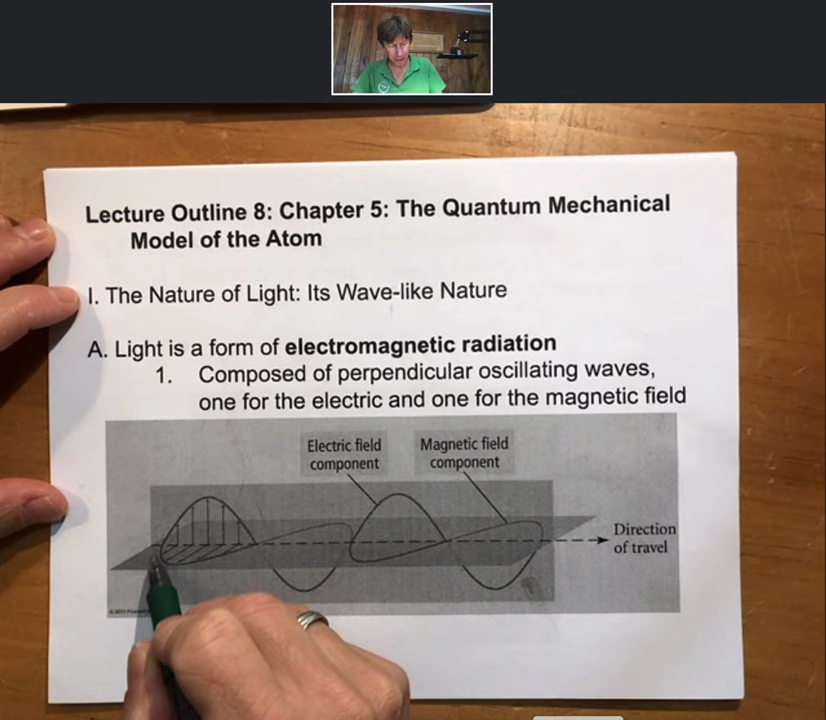 Lecture Outline 8: Chapter 5: The Quantum Mechanical
Model of the Atom
I. The Nature of Light: Its Wave-like Nature
A. Light is a form of electromagnetic radiation
1. Composed of perpendicular oscillating waves,
one for the electric and one for the magnetic field
Electric field
component
Magnetic field
component
Direction
of travel